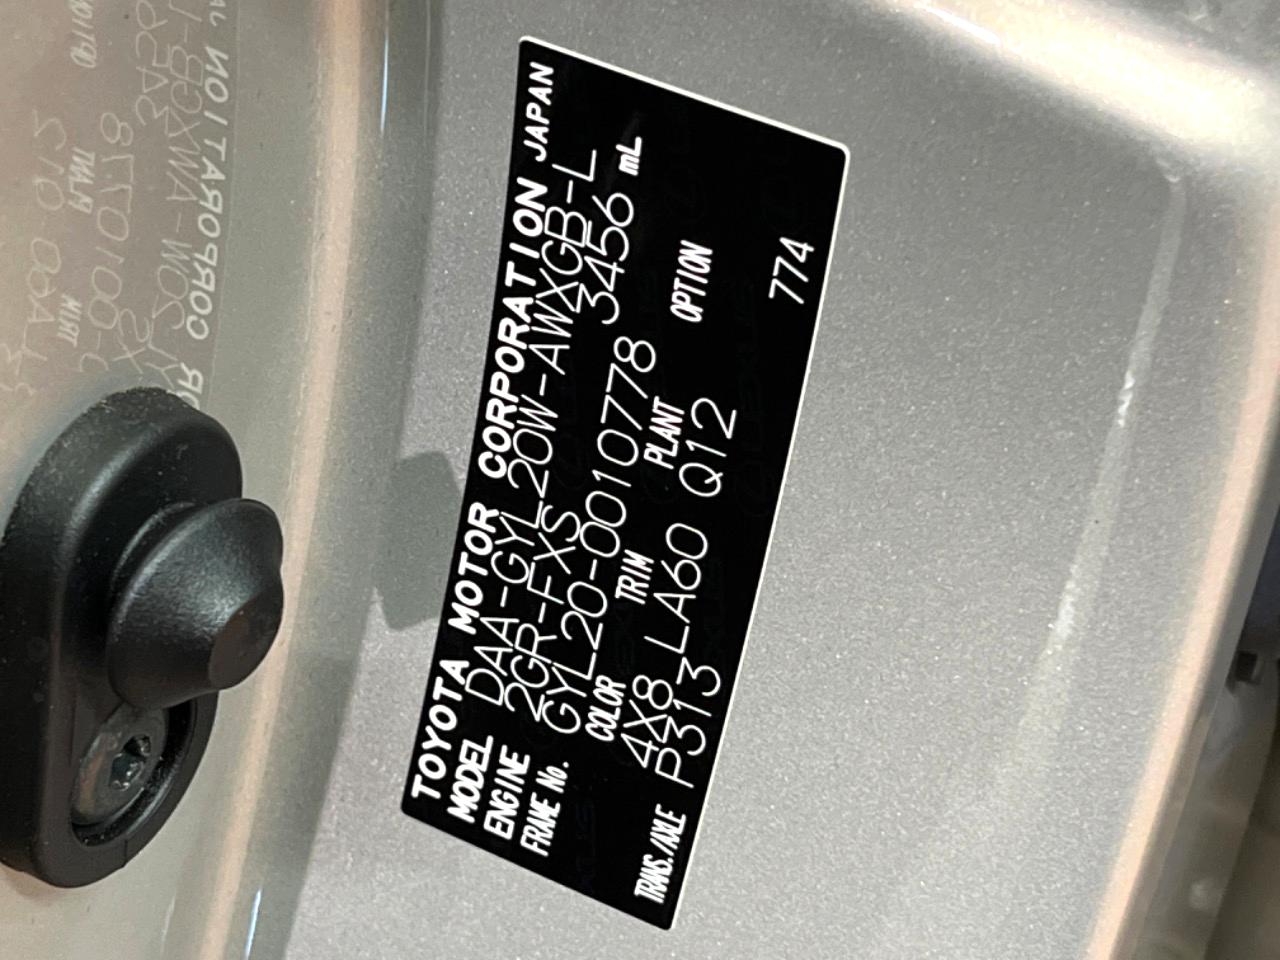 TOYOTA MOTOR CORPORATION JAPAN
MODEL DAA-GYL20W-AWXGB-L
ENGINE 2GR-FXS 3456 mL
FRAME No. GYL20-0010778
COLOR TRIM PLANT OPTION
4X8 LA60 Q12
TRANS./AXLE P313 774